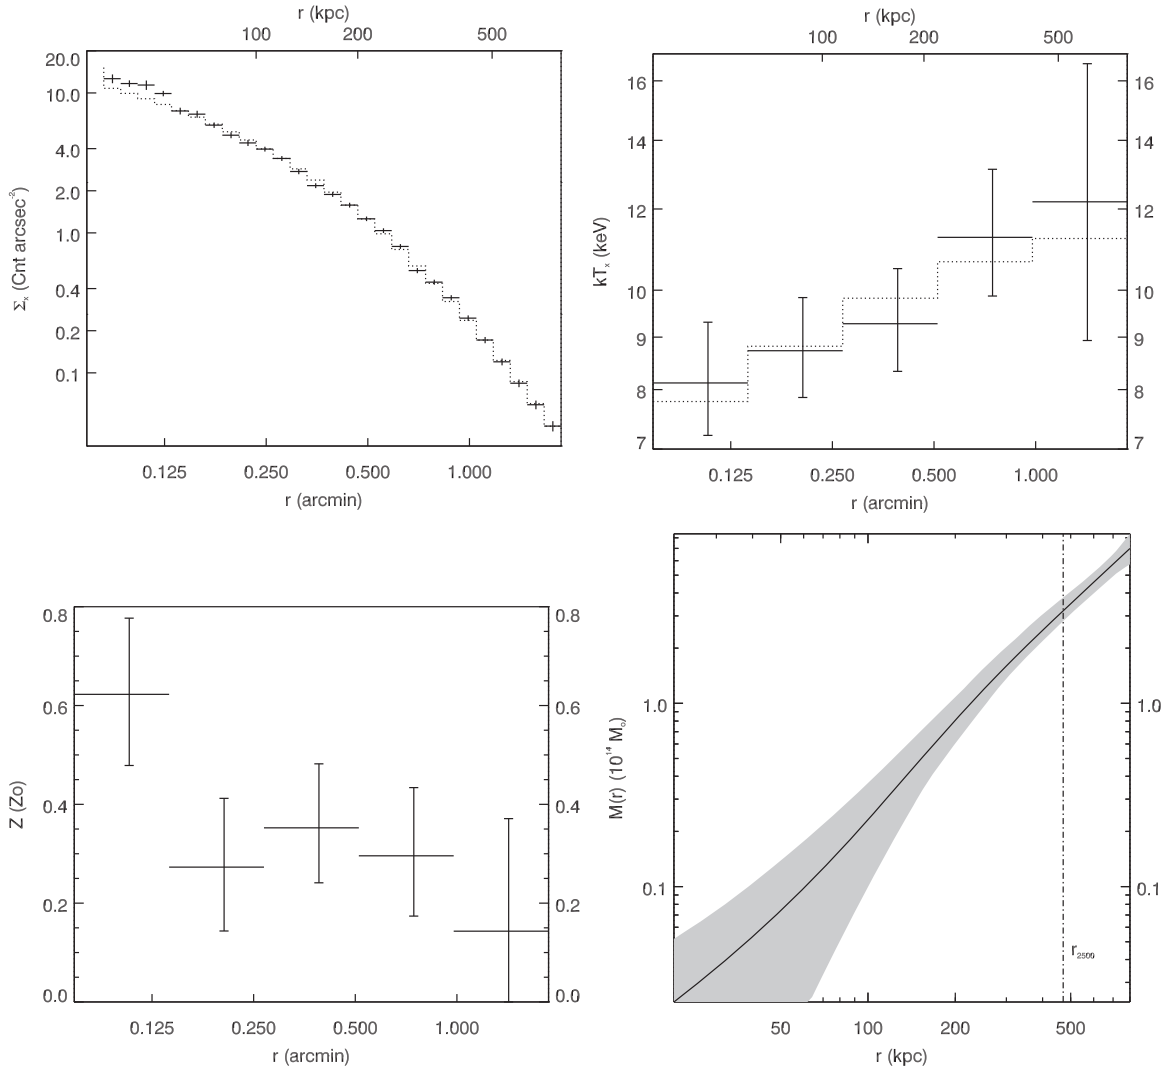 r (kpc)
100 200 500
20.0
10.0
4.0
2.0
1.0
0.4
0.2
0.1
Σx (Cnt arcsec-2)
0.125 0.250 0.500 1.000
r (arcmin)
r (kpc)
100 200 500
16 16
14 14
12 12
10 10
9 9
8 8
7 7
kTx (keV)
0.125 0.250 0.500 1.000
r (arcmin)
0.8 0.8
0.6 0.6
0.4 0.4
0.2 0.2
0.0 0.0
Z (Zo)
0.125 0.250 0.500 1.000
r (arcmin)
1.0 1.0
0.1 0.1
M(r) (10^14 Mo)
r2500
50 100 200 500
r (kpc)